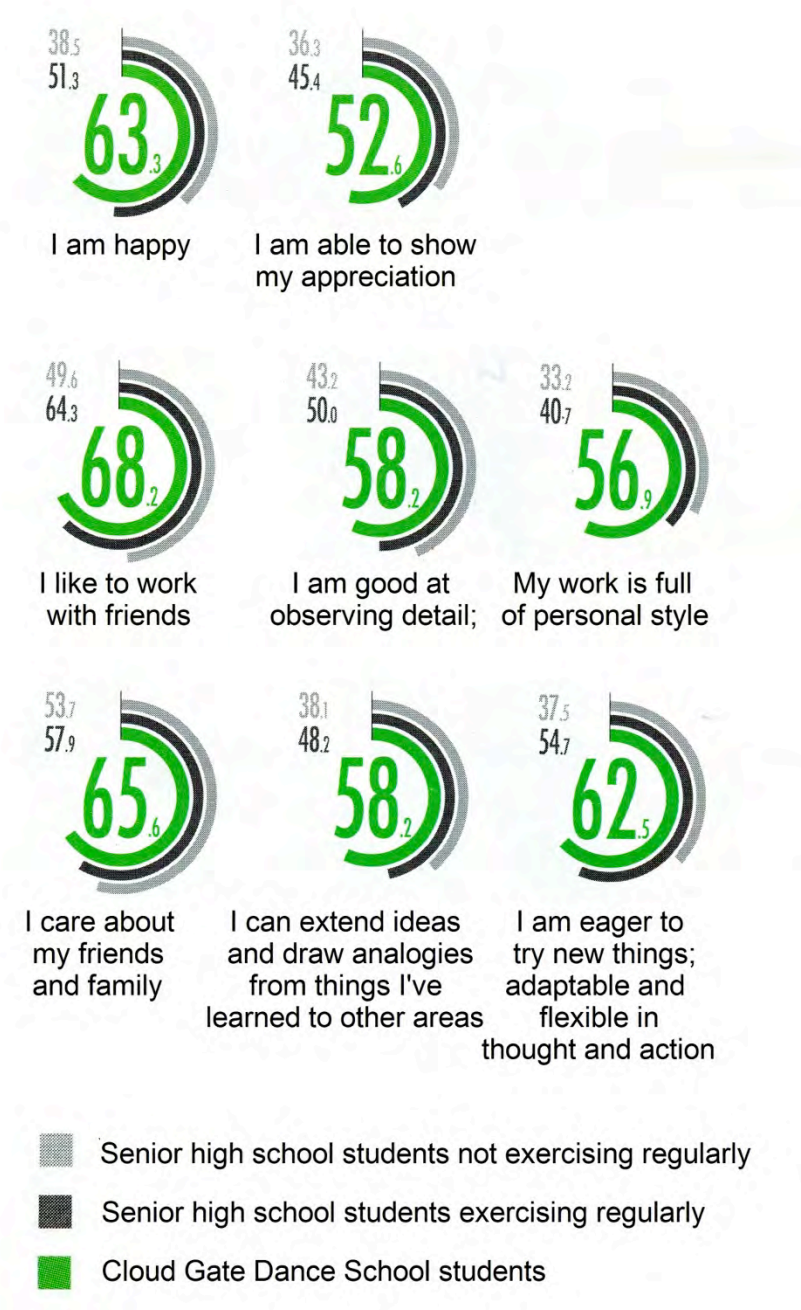 38.5
51.3
63.3
I am happy
36.3
45.4
52.6
I am able to show
my appreciation
49.6
64.3
68.2
I like to work
with friends
43.2
50.0
58.2
I am good at
observing detail;
33.2
40.7
56.9
My work is full
of personal style
53.7
57.9
65.6
I care about
my friends
and family
38.1
48.2
58.2
I can extend ideas
and draw analogies
from things I've
learned to other areas
37.5
54.7
62.5
I am eager to
try new things;
adaptable and
flexible in
thought and action
Senior high school students not exercising regularly
Senior high school students exercising regularly
Cloud Gate Dance School students